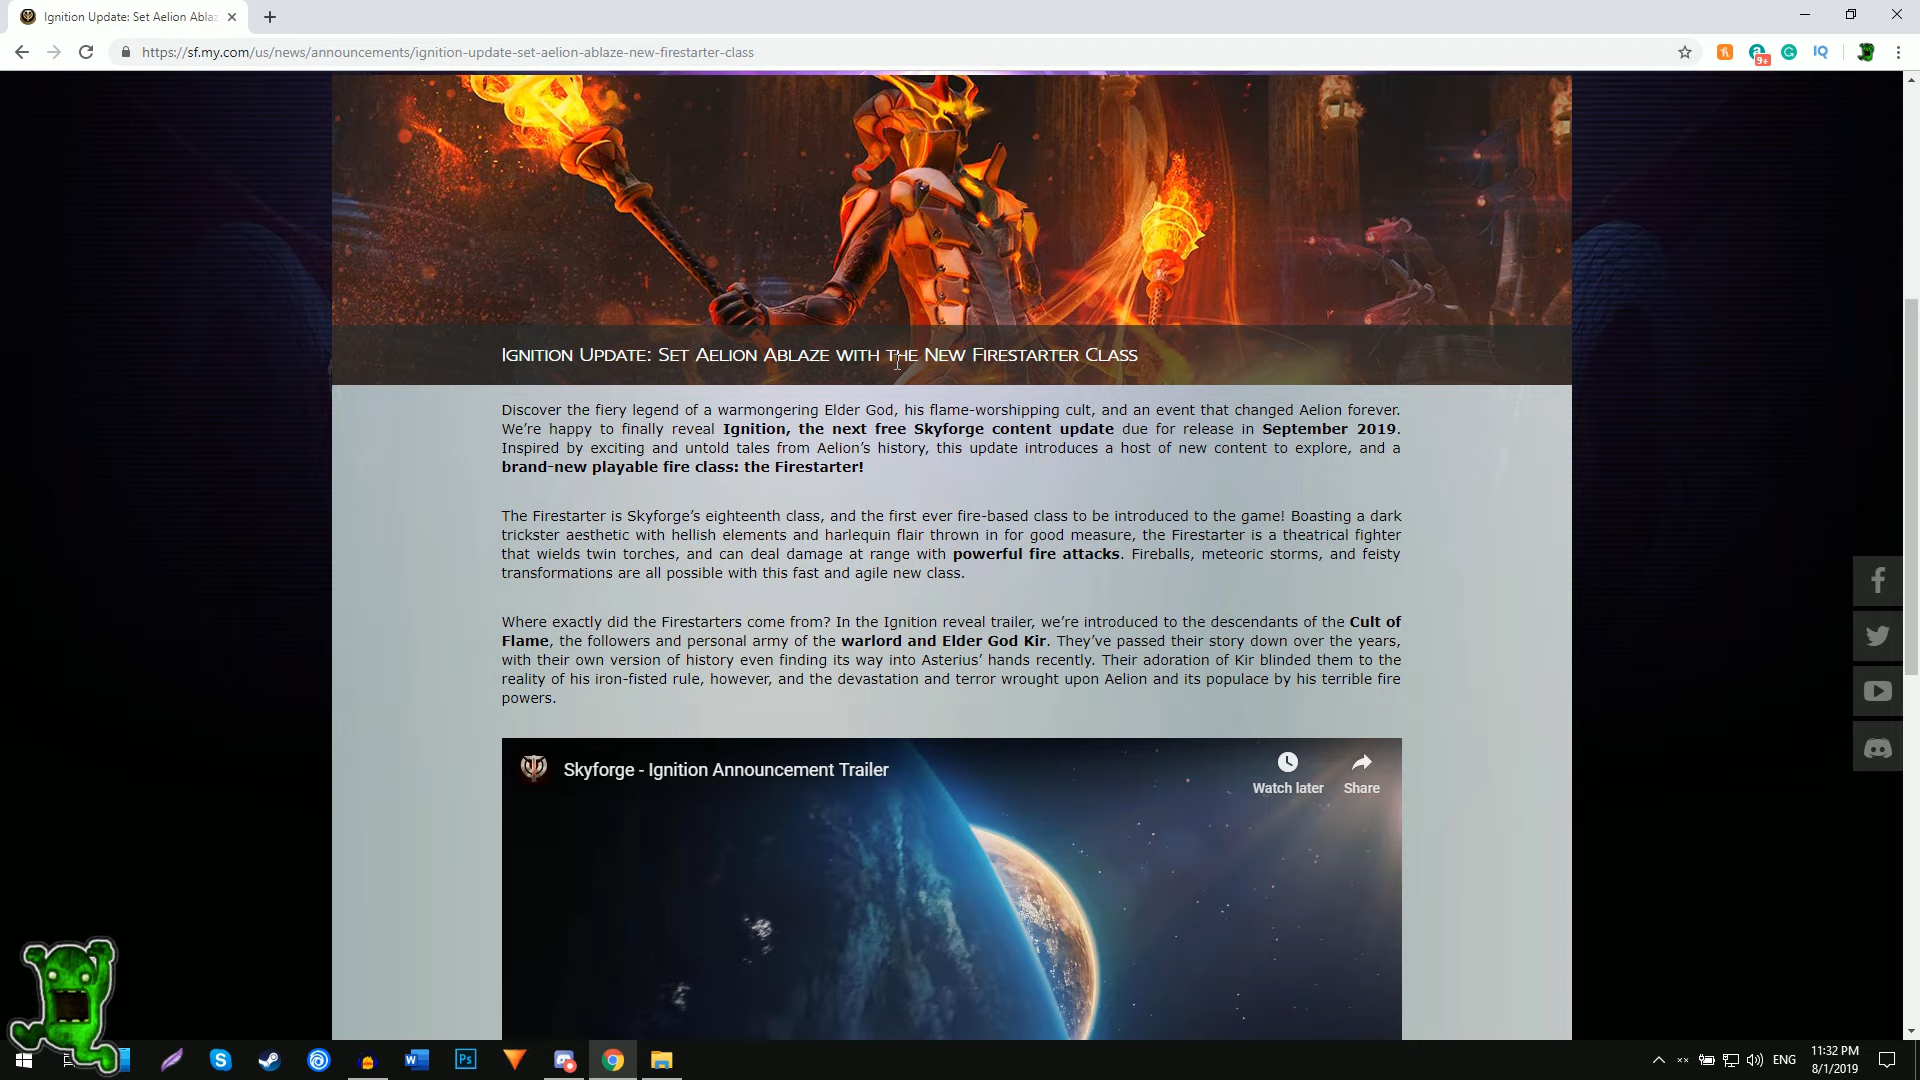 Ignition Update: Set Aelion Abla
https://sf.my.com/us/news/announcements/ignition-update-set-aelion-ablaze-new-firestarter-class
9+
IQ
Ignition Update: Set Aelion Ablaze with the New Firestarter Class
Discover the fiery legend of a warmongering Elder God, his flame-worshipping cult, and an event that changed Aelion forever.
We’re happy to finally reveal Ignition, the next free Skyforge content update due for release in September 2019.
Inspired by exciting and untold tales from Aelion’s history, this update introduces a host of new content to explore, and a
brand-new playable fire class: the Firestarter!
The Firestarter is Skyforge’s eighteenth class, and the first ever fire-based class to be introduced to the game! Boasting a dark
trickster aesthetic with hellish elements and harlequin flair thrown in for good measure, the Firestarter is a theatrical fighter
that wields twin torches, and can deal damage at range with powerful fire attacks. Fireballs, meteoric storms, and feisty
transformations are all possible with this fast and agile new class.
Where exactly did the Firestarters come from? In the Ignition reveal trailer, we’re introduced to the descendants of the Cult of
Flame, the followers and personal army of the warlord and Elder God Kir. They’ve passed their story down over the years,
with their own version of history even finding its way into Asterius’ hands recently. Their adoration of Kir blinded them to the
reality of his iron-fisted rule, however, and the devastation and terror wrought upon Aelion and its populace by his terrible fire
powers.
Skyforge - Ignition Announcement Trailer
Watch later
Share
Ps
ENG
11:32 PM
8/1/2019